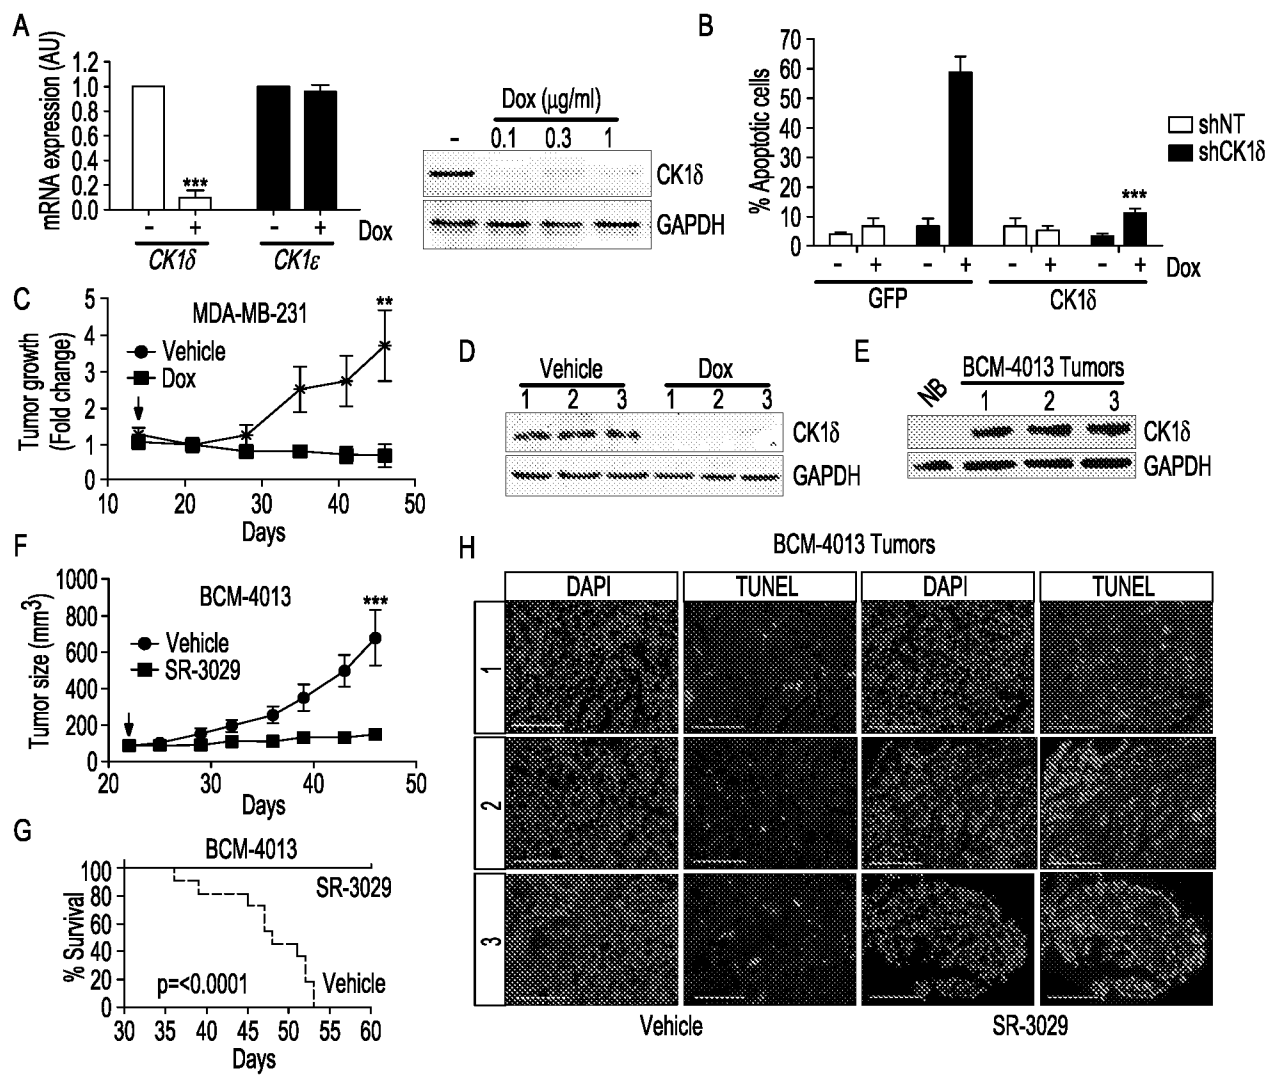 A
mRNA expression (AU)
1.2
1.0
0.8
0.6
0.4
0.2
0.0
***
- + - + Dox
CK1δ CK1ε
Dox (μg/ml)
- 0.1 0.3 1
CK1δ
GAPDH
B
% Apoptotic cells
70
60
50
40
30
20
10
0
***
- + - + - + - + Dox
GFP CK1δ
shNT
shCK1δ
C
MDA-MB-231
Tumor growth
(Fold change)
5
4
3
2
1
0
**
Vehicle
Dox
10 20 30 40 50
Days
D
Vehicle Dox
1 2 3 1 2 3
CK1δ
GAPDH
E
BCM-4013 Tumors
NB 1 2 3
CK1δ
GAPDH
F
BCM-4013
Tumor size (mm3)
1000
800
600
400
200
0
***
Vehicle
SR-3029
20 30 40 50
Days
G
BCM-4013
% Survival
100
80
60
40
20
0
SR-3029
Vehicle
p=<0.0001
30 35 40 45 50 55 60
Days
H
BCM-4013 Tumors
DAPI TUNEL DAPI TUNEL
1
2
3
Vehicle SR-3029